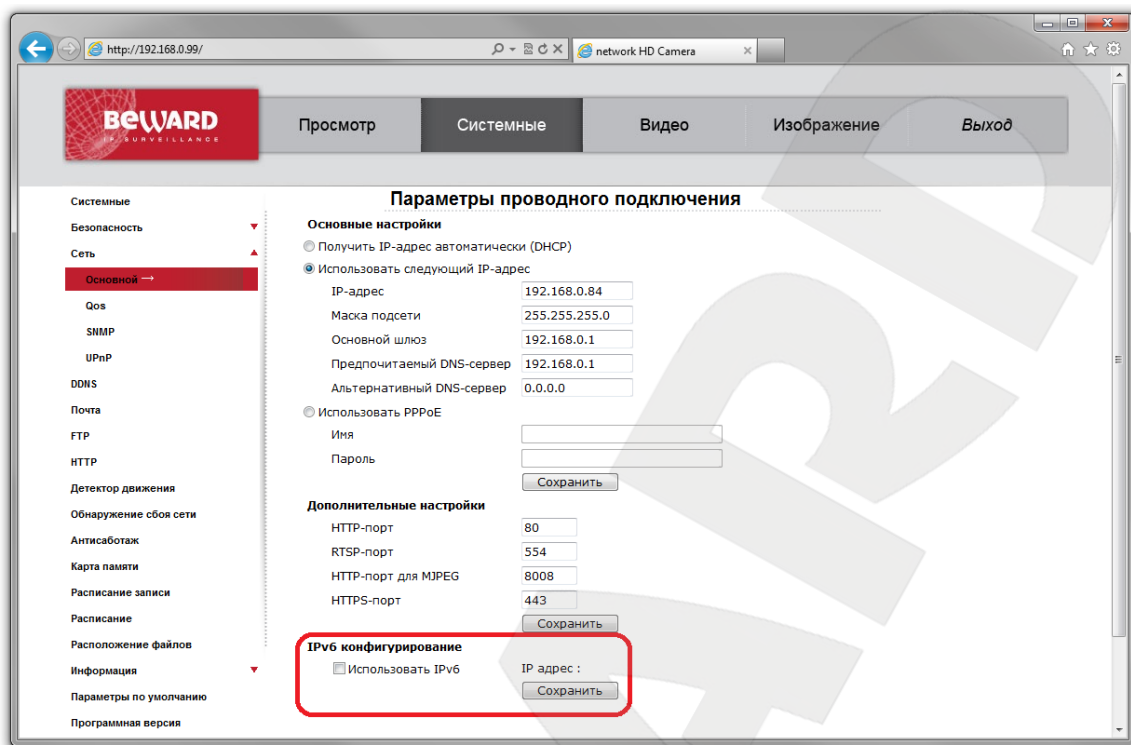 http://192.168.0.99/
network HD Camera
BEWARD
IP SURVEILLANCE
Просмотр
Системные
Видео
Изображение
Выход
Системные
Безопасность
Сеть
Основной →
Qos
SNMP
UPnP
DDNS
Почта
FTP
HTTP
Детектор движения
Обнаружение сбоя сети
Антисаботаж
Карта памяти
Расписание записи
Расписание
Расположение файлов
Информация
Параметры по умолчанию
Программная версия
Параметры проводного подключения
Основные настройки
Получить IP-адрес автоматически (DHCP)
Использовать следующий IP-адрес
IP-адрес 192.168.0.84
Маска подсети 255.255.255.0
Основной шлюз 192.168.0.1
Предпочитаемый DNS-сервер 192.168.0.1
Альтернативный DNS-сервер 0.0.0.0
Использовать PPPoE
Имя
Пароль
Сохранить
Дополнительные настройки
HTTP-порт 80
RTSP-порт 554
HTTP-порт для MJPEG 8008
HTTPS-порт 443
Сохранить
IPv6 конфигурирование
Использовать IPv6 IP адрес :
Сохранить